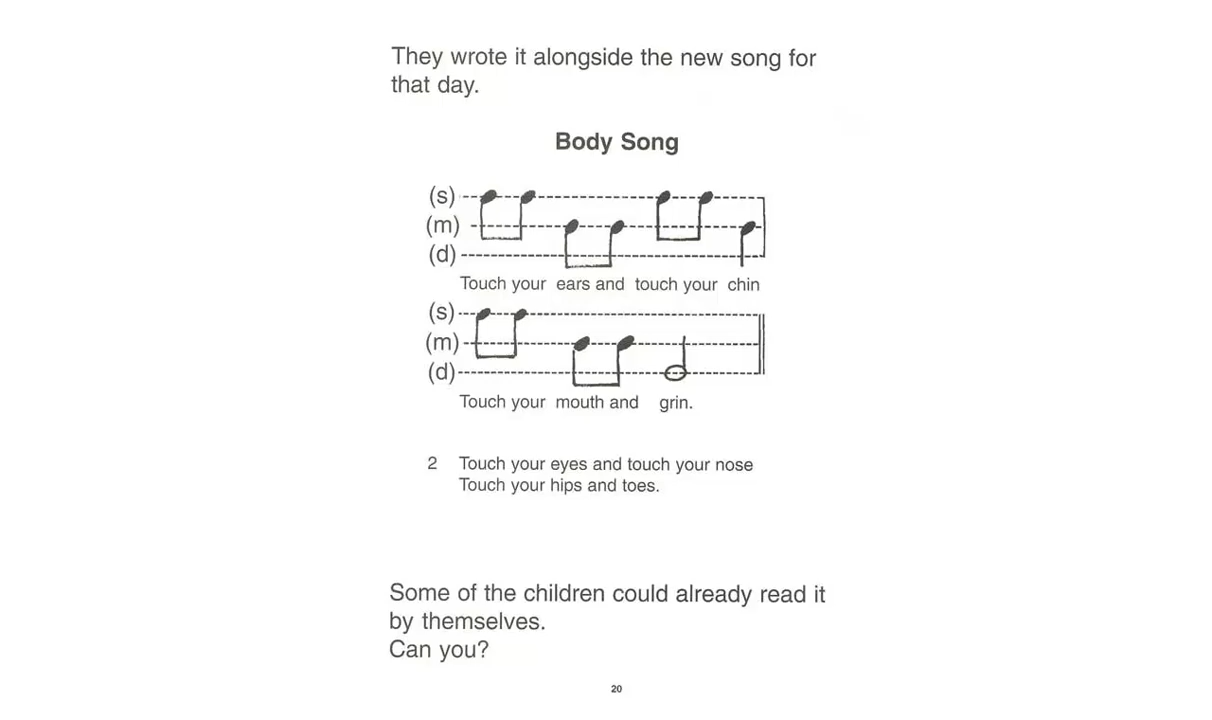 They wrote it alongside the new song for
that day.
Body Song
(s)
(m)
(d)
Touch your ears and touch your chin
(s)
(m)
(d)
Touch your mouth and grin.
2 Touch your eyes and touch your nose
Touch your hips and toes.
Some of the children could already read it
by themselves.
Can you?
20